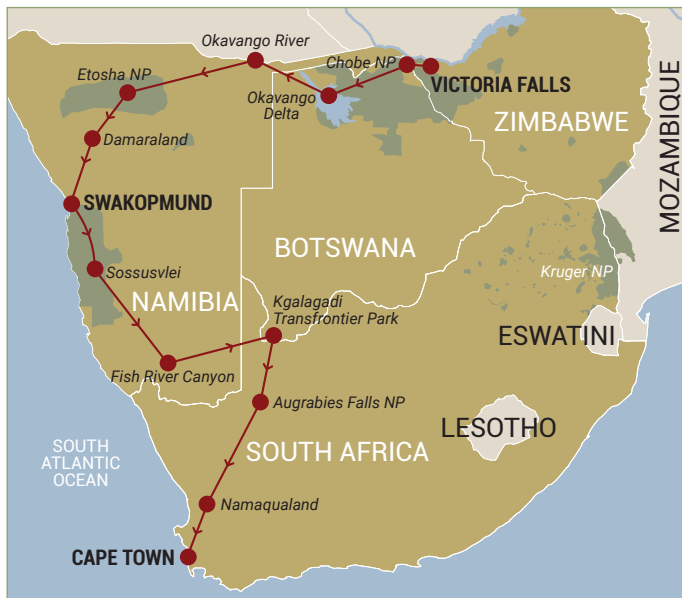 Okavango River
Chobe NP
Etosha NP
VICTORIA FALLS
Okavango
Delta
ZIMBABWE
MOZAMBIQUE
Damaraland
SWAKOPMUND
BOTSWANA
Sossusvlei
Kruger NP
NAMIBIA
Kgalagadi
Transfrontier Park
ESWATINI
Fish River Canyon
Augrabies Falls NP
LESOTHO
SOUTH
ATLANTIC
OCEAN
SOUTH AFRICA
Namaqualand
CAPE TOWN